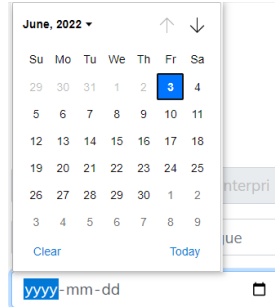 June, 2022
Su Mo Tu We Th Fr Sa
29 30 31 1 2 3 4
5 6 7 8 9 10 11
12 13 14 15 16 17 18
19 20 21 22 23 24 25
26 27 28 29 30 1 2
3 4 5 6 7 8 9
nterpri
Clear Today
gue
yyyy-mm-dd